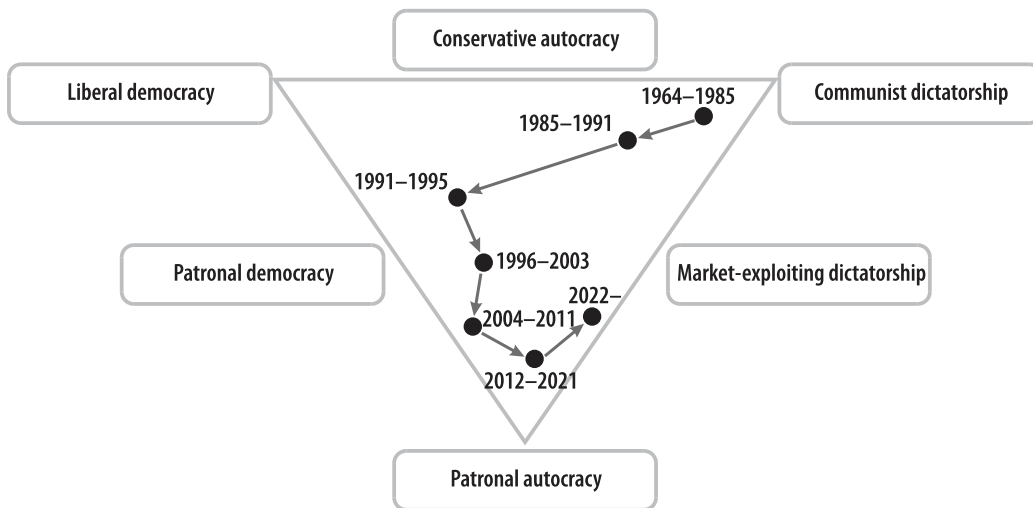 Conservative autocracy
Liberal democracy
Communist dictatorship
1964–1985
1985–1991
1991–1995
Patronal democracy
1996–2003
Market-exploiting dictatorship
2022–
2004–2011
2012–2021
Patronal autocracy